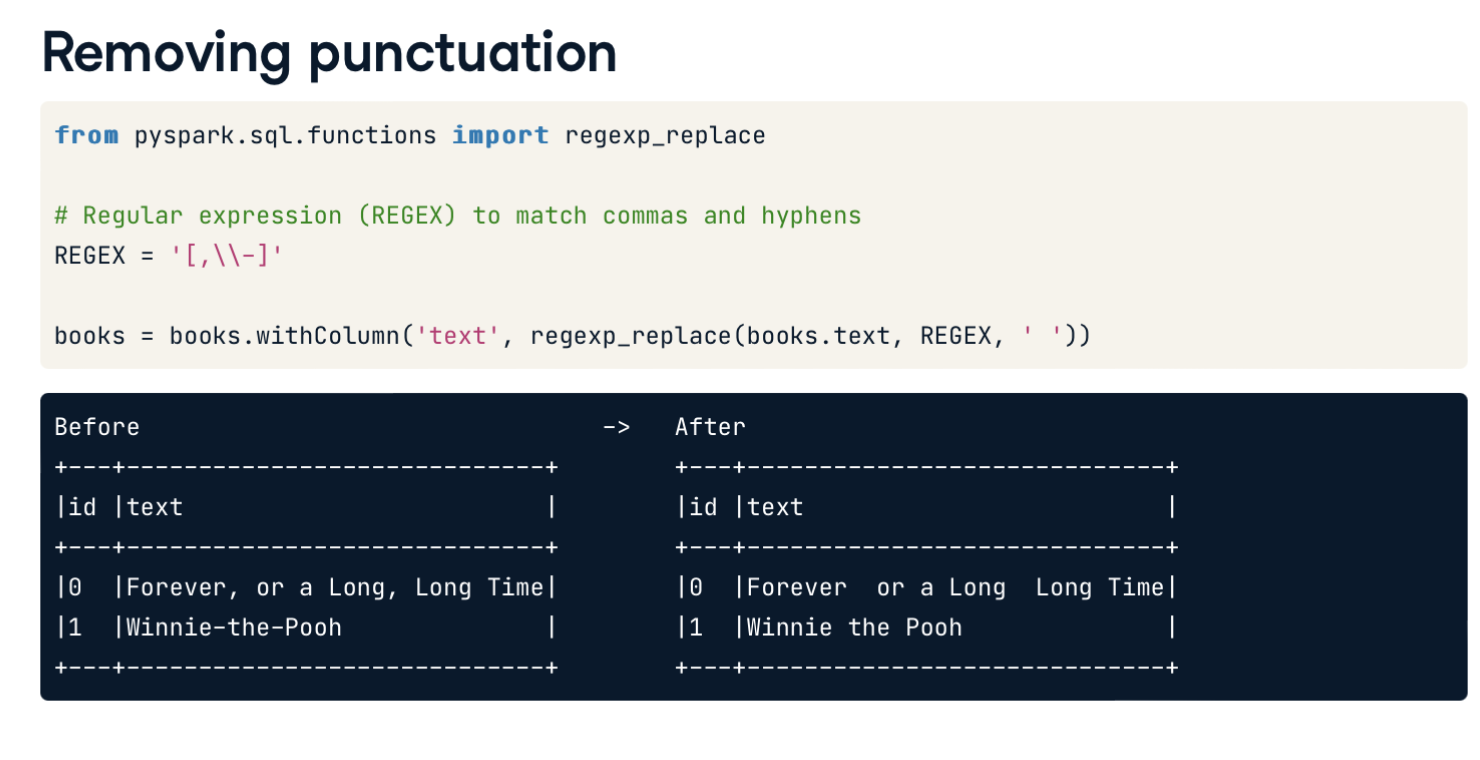 Removing punctuation
from pyspark.sql.functions import regexp_replace
# Regular expression (REGEX) to match commas and hyphens
REGEX = '[,\\-]'
books = books.withColumn('text', regexp_replace(books.text, REGEX, ' '))
Before                                ->   After
+---+-----------------------------+        +---+-----------------------------+
|id |text                         |        |id |text                         |
+---+-----------------------------+        +---+-----------------------------+
|0  |Forever, or a Long, Long Time|        |0  |Forever  or a Long  Long Time|
|1  |Winnie-the-Pooh              |        |1  |Winnie the Pooh              |
+---+-----------------------------+        +---+-----------------------------+